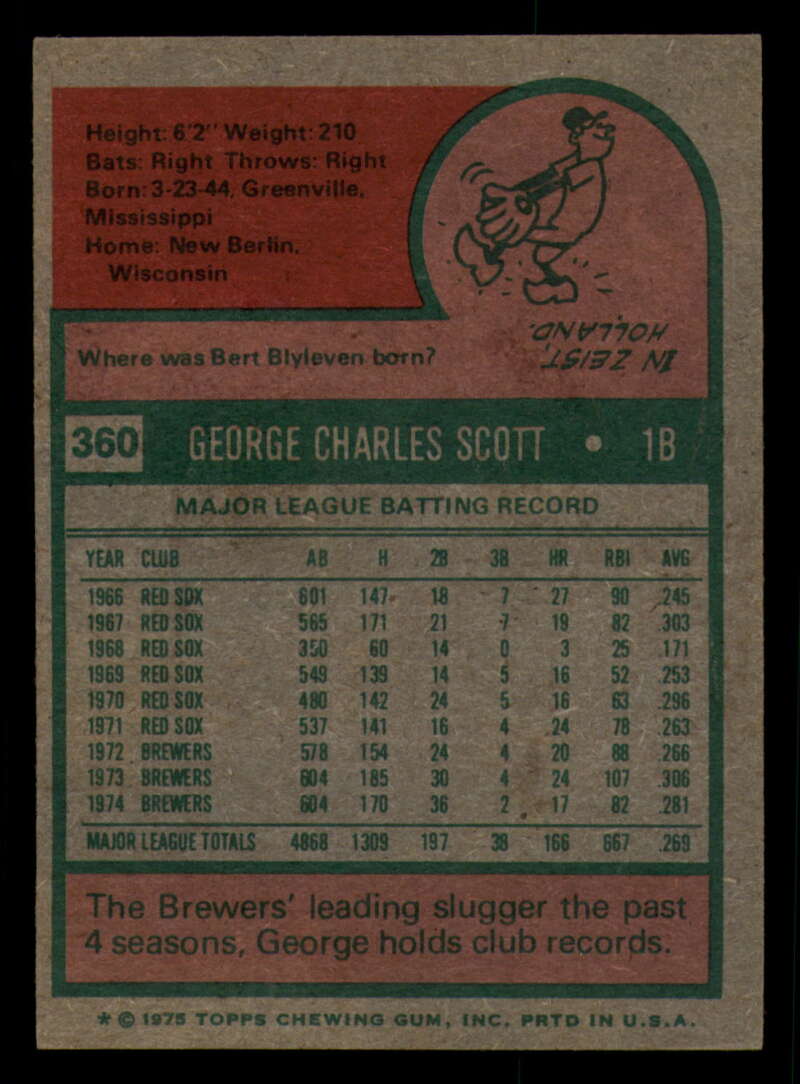 Height: 6'2" Weight: 210
Bats: Right Throws: Right
Born: 3-23-44, Greenville,
Mississippi
Home: New Berlin,
Wisconsin
Where was Bert Blyleven born?
IN ZEIST,
HOLLAND.
360 GEORGE CHARLES SCOTT • 1B
MAJOR LEAGUE BATTING RECORD
YEAR CLUB AB H 2B 3B HR RBI AVG
1966 RED SOX 601 147 18 7 27 90 .245
1967 RED SOX 565 171 21 7 19 82 .303
1968 RED SOX 350 60 14 0 3 25 .171
1969 RED SOX 549 139 14 5 16 52 .253
1970 RED SOX 480 142 24 5 16 63 .296
1971 RED SOX 537 141 16 4 24 78 .263
1972 BREWERS 578 154 24 4 20 88 .266
1973 BREWERS 604 185 30 4 24 107 .306
1974 BREWERS 604 170 36 2 17 82 .281
MAJOR LEAGUE TOTALS 4868 1309 197 38 166 667 .269
The Brewers' leading slugger the past
4 seasons, George holds club records.
* © 1975 TOPPS CHEWING GUM, INC. PRTD IN U.S.A.